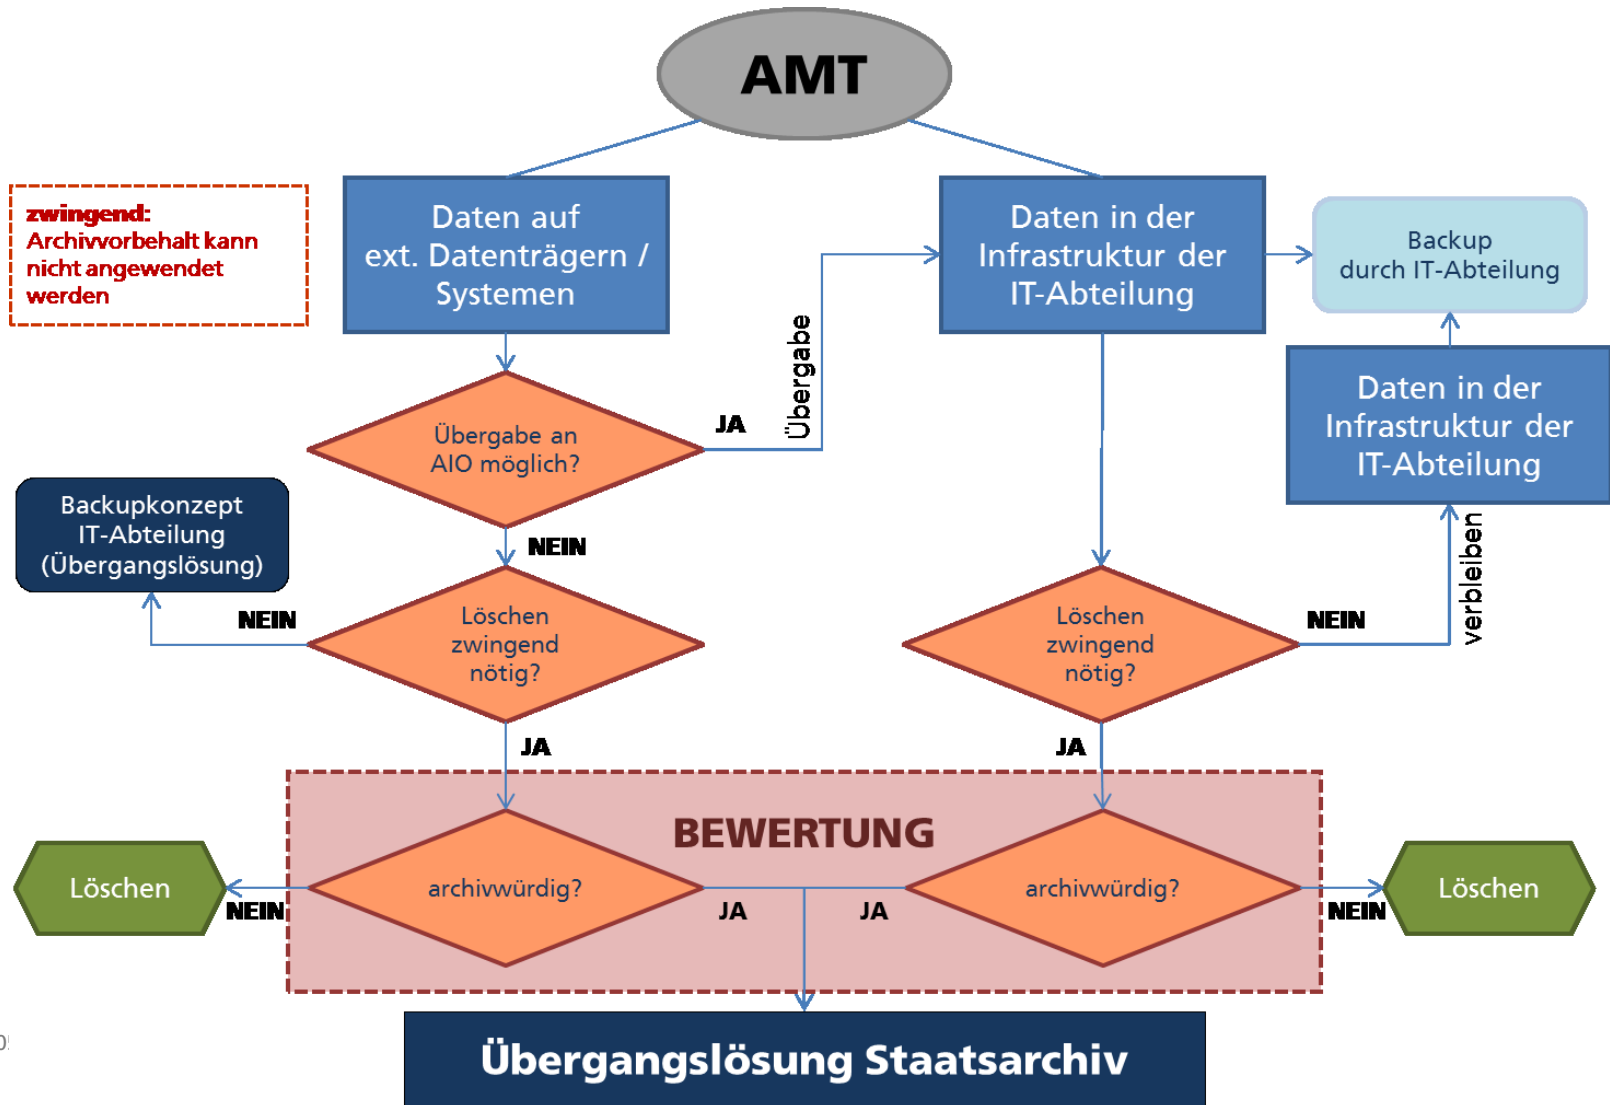 AMT
zwingend:
Archivvorbehalt kann
nicht angewendet
werden
Daten auf
ext. Datenträgern /
Systemen
Daten in der
Infrastruktur der
IT-Abteilung
Backup
durch IT-Abteilung
Übergabe an
AIO möglich?
JA
Übergabe
Daten in der
Infrastruktur der
IT-Abteilung
Backupkonzept
IT-Abteilung
(Übergangslösung)
NEIN
NEIN
Löschen
zwingend
nötig?
Löschen
zwingend
nötig?
NEIN
verbleiben
JA
JA
BEWERTUNG
Löschen
NEIN
archivwürdig?
JA
JA
archivwürdig?
NEIN
Löschen
Übergangslösung Staatsarchiv